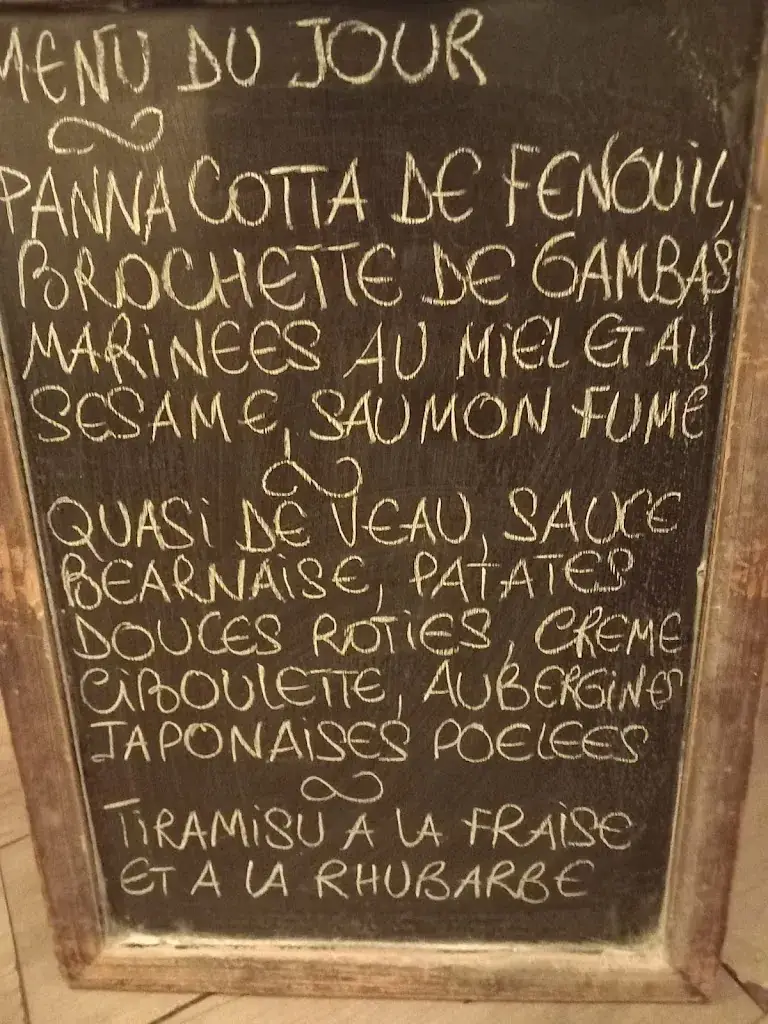 MENU DU JOUR
PANNA COTTA DE FENOUIL,
BROCHETTE DE GAMBAS
MARINEES AU MIEL ET AU
SESAME, SAUMON FUME
QUASI DE VEAU, SAUCE
BEARNAISE, PATATES
DOUCES ROTIES, CREME
CIBOULETTE, AUBERGINES
JAPONAISES POELEES
TIRAMISU A LA FRAISE
ET A LA RHUBARBE